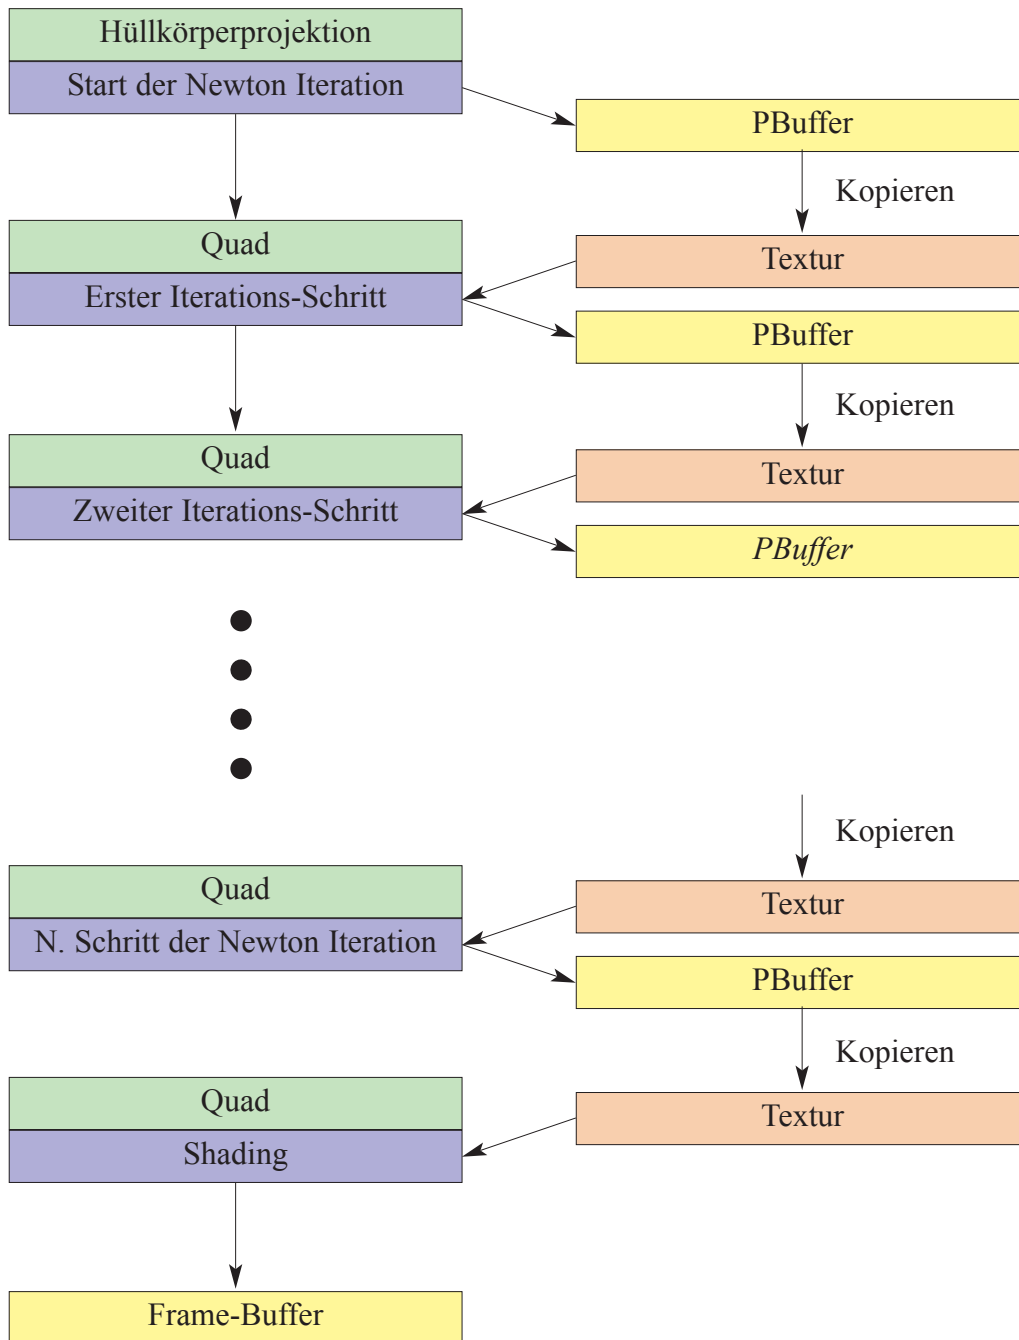 Hüllkörperprojektion
Start der Newton Iteration
PBuffer
Kopieren
Quad
Textur
Erster Iterations-Schritt
PBuffer
Kopieren
Quad
Textur
Zweiter Iterations-Schritt
PBuffer
Kopieren
Quad
Textur
N. Schritt der Newton Iteration
PBuffer
Kopieren
Quad
Textur
Shading
Frame-Buffer